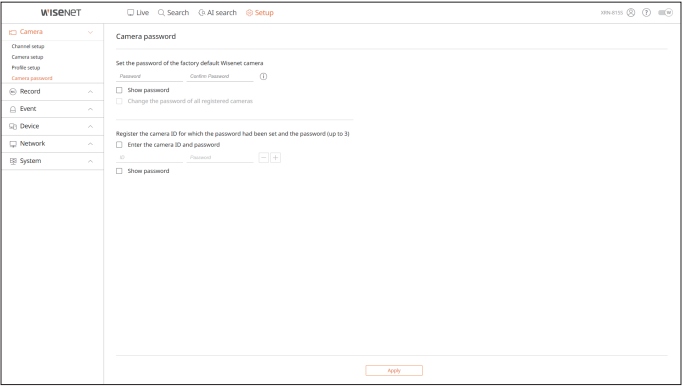 WISENET
Live Search AI search Setup
Camera
Channel setup
Camera setup
Profile setup
Camera password
Record
Event
Device
Network
System
Camera password
Set the password of the factory default Wisenet camera
Password Confirm Password
Show password
Change the password of all registered cameras
Register the camera ID for which the password had been set and the password (up to 3)
Enter the camera ID and password
ID Password
Show password
Apply